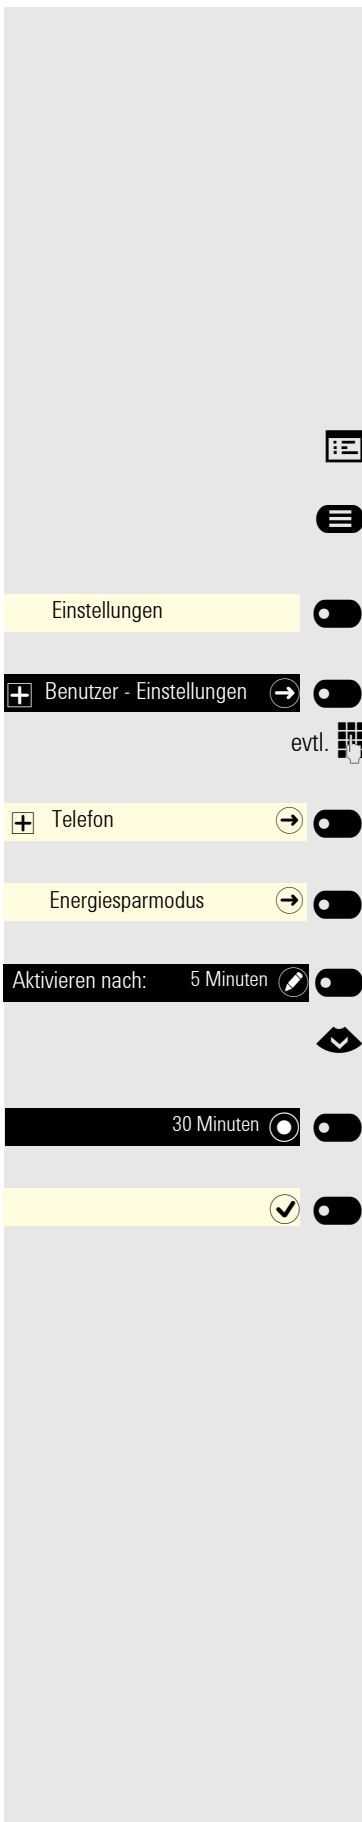 Einstellungen
Benutzer - Einstellungen
evtl.
Telefon
Energiesparmodus
Aktivieren nach: 5 Minuten
30 Minuten